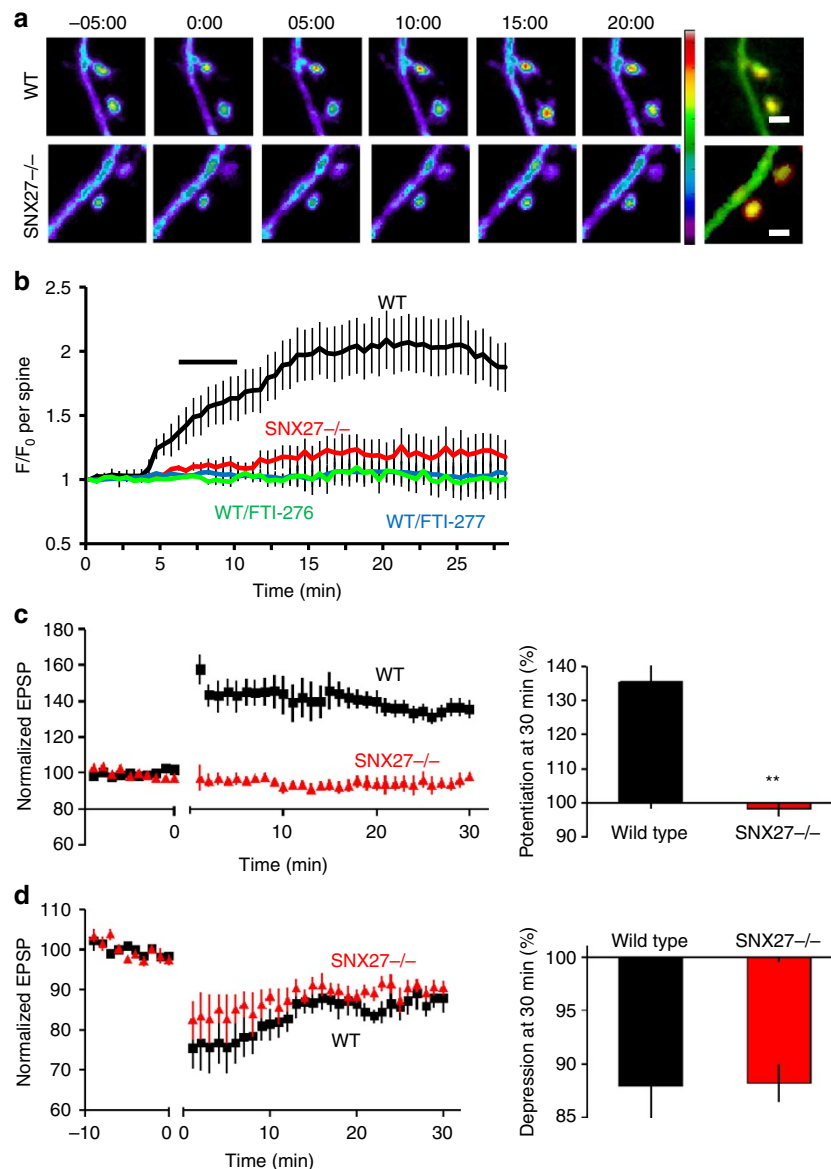 a
–05:00 0:00 05:00 10:00 15:00 20:00
WT
SNX27–/–
b
F/F0 per spine
2.5
2
1.5
1
0.5
WT
SNX27–/–
WT/FTI-276
WT/FTI-277
0 5 10 15 20 25
Time (min)
c
Normalized EPSP
180
160
140
120
100
80
60
WT
SNX27–/–
0 10 20 30
Time (min)
Potentiation at 30 min (%)
140
130
120
110
100
90
**
Wild type SNX27–/–
d
Normalized EPSP
110
100
90
80
70
60
SNX27–/–
WT
–10 0 0 10 20 30
Time (min)
Depression at 30 min (%)
100
95
90
85
Wild type SNX27–/–